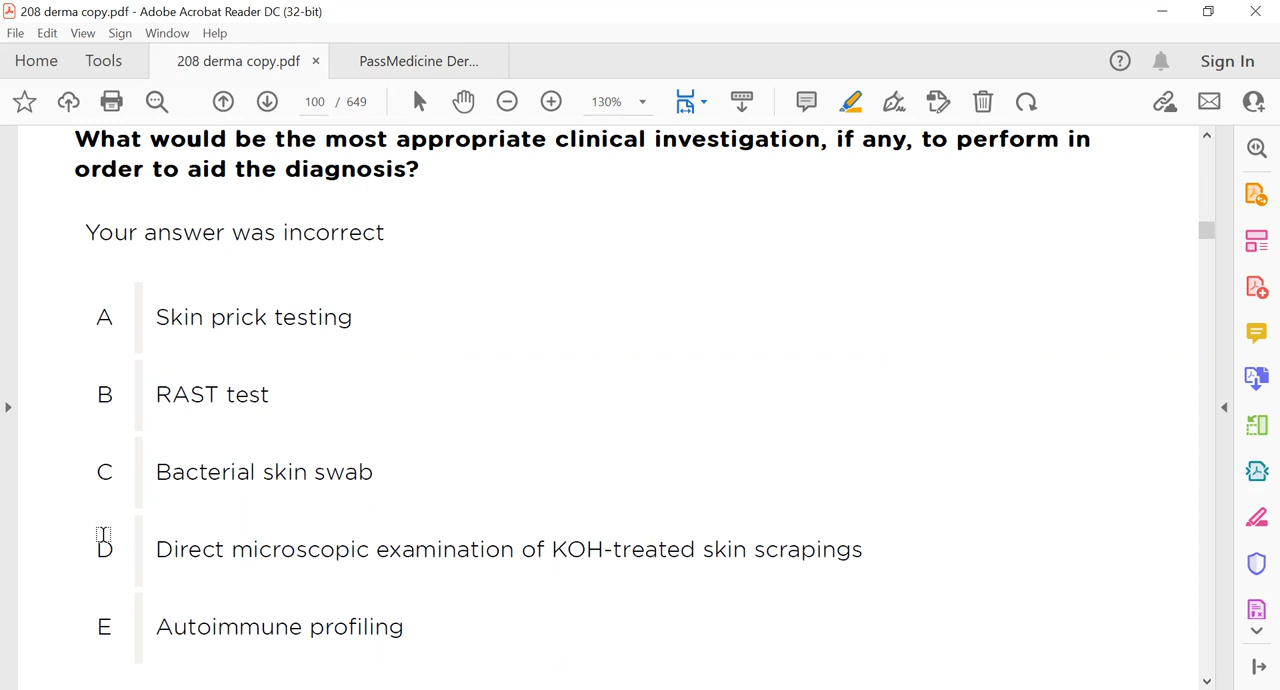 208 derma copy.pdf - Adobe Acrobat Reader DC (32-bit)
File Edit View Sign Window Help
Home Tools 208 derma copy.pdf × PassMedicine Der... Sign In
100 / 649 130%
What would be the most appropriate clinical investigation, if any, to perform in
order to aid the diagnosis?
Your answer was incorrect
A Skin prick testing
B RAST test
C Bacterial skin swab
D Direct microscopic examination of KOH-treated skin scrapings
E Autoimmune profiling